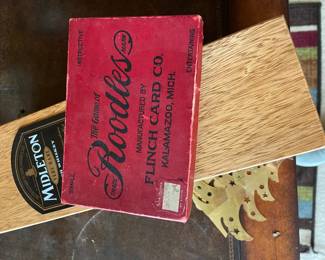 INSTRUCTIVE
ENTERTAINING
The Game of
Roodles
TRADE
MARK
MANUFACTURED BY
FLINCH CARD CO.
KALAMAZOO, MICH.
MIDLETON